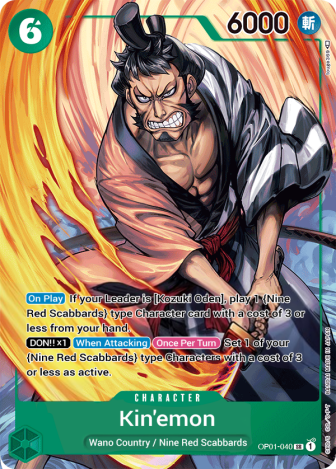 6 6000 斬
On Play If your Leader is [Kozuki Oden], play 1 {Nine
Red Scabbards} type Character card with a cost of 3 or
less from your hand.
DON!!×1 When Attacking Once Per Turn Set 1 of your
{Nine Red Scabbards} type Characters with a cost of 3
or less as active.
CHARACTER
Kin'emon
Wano Country / Nine Red Scabbards
OP01-040 SR 1